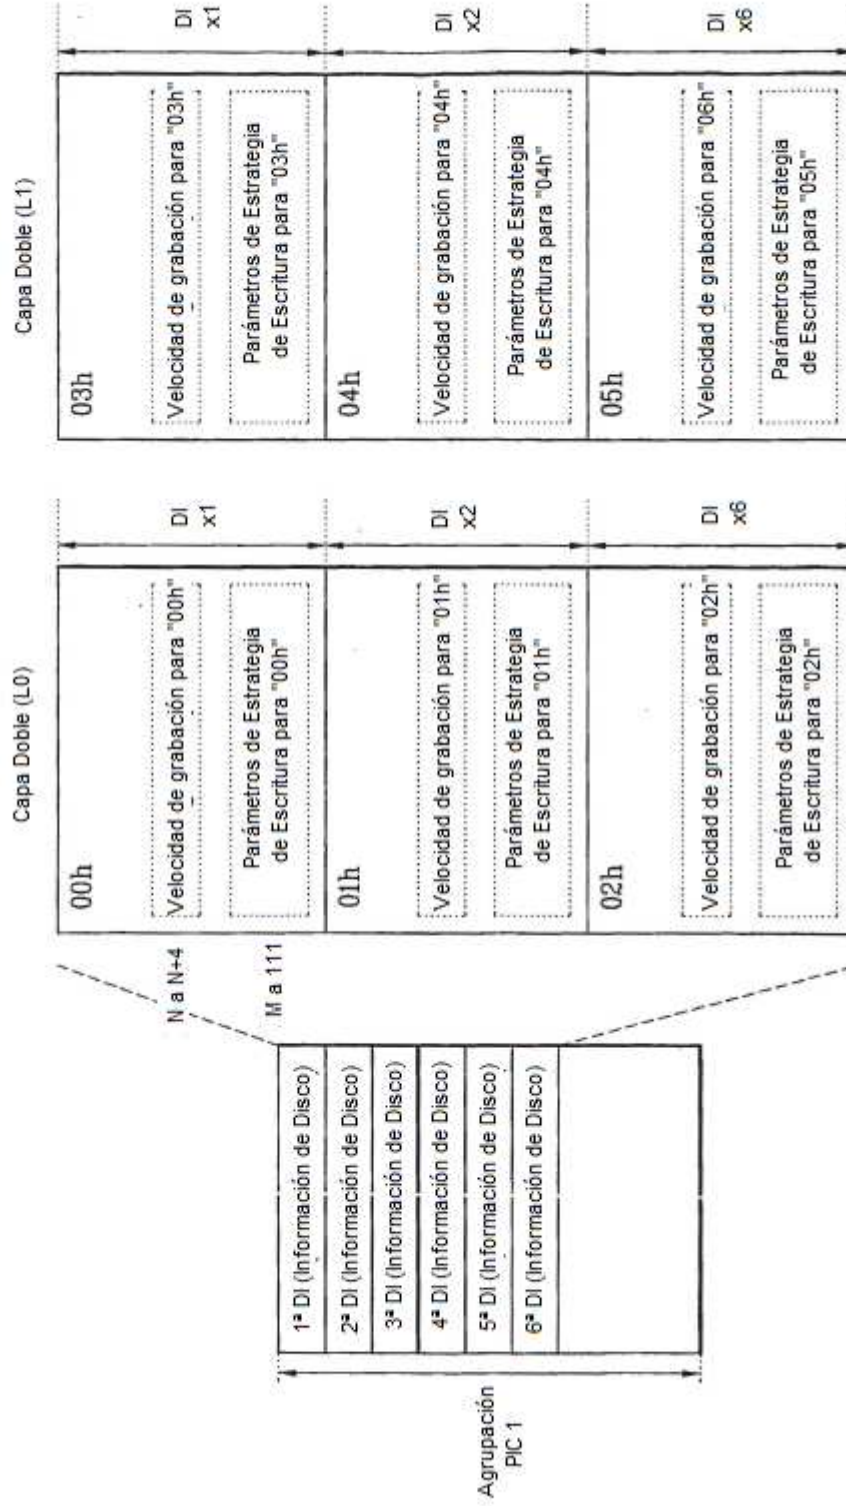 Agrupación
PIC 1
1ª DI (Información de Disco)
2ª DI (Información de Disco)
3ª DI (Información de Disco)
4ª DI (Información de Disco)
5ª DI (Información de Disco)
6ª DI (Información de Disco)
N a N+4
M a 111
Capa Doble (L0)
00h
Velocidad de grabación para "00h"
Parámetros de Estrategia
de Escritura para "00h"
DI
x1
01h
Velocidad de grabación para "01h"
Parámetros de Estrategia
de Escritura para "01h"
DI
x2
02h
Velocidad de grabación para "02h"
Parámetros de Estrategia
de Escritura para "02h"
DI
x6
Capa Doble (L1)
03h
Velocidad de grabación para "03h"
Parámetros de Estrategia
de Escritura para "03h"
DI
x1
04h
Velocidad de grabación para "04h"
Parámetros de Estrategia
de Escritura para "04h"
DI
x2
05h
Velocidad de grabación para "06h"
Parámetros de Estrategia
de Escritura para "05h"
DI
x6